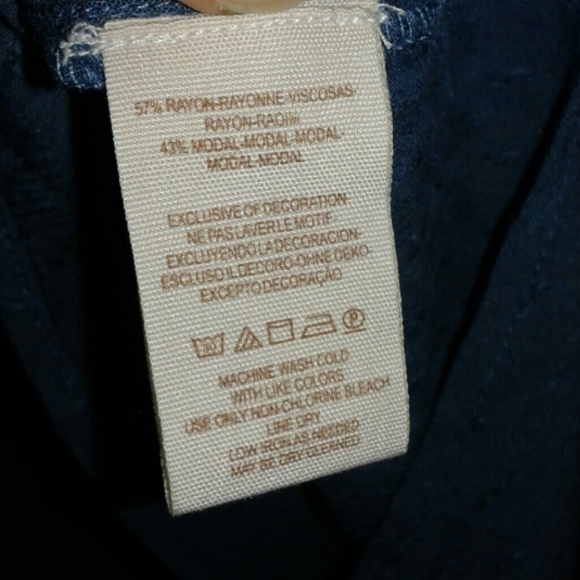 57% RAYON-RAYONNE-VISCOSAS-
RAYON-
43% MODAL-MODAL-MODAL-
MODAL-MODAL
EXCLUSIVE OF DECORATION-
NE PAS LAVER LE MOTIF-
EXCLUYENDO LA DECORACION-
ESCLUSO IL DECORO-OHNE DEKO-
EXCEPTO DECORAÇÃO
P
MACHINE WASH COLD
WITH LIKE COLORS
USE ONLY NON-CHLORINE BLEACH
LINE DRY
LOW IRON AS NEEDED
MAY BE DRY CLEANED